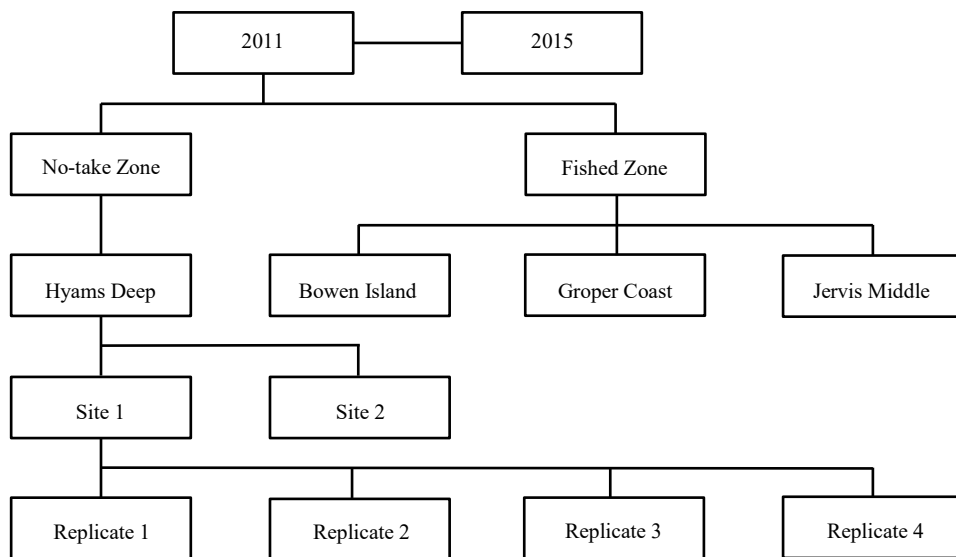 2011
2015
No-take Zone
Fished Zone
Hyams Deep
Bowen Island
Groper Coast
Jervis Middle
Site 1
Site 2
Replicate 1
Replicate 2
Replicate 3
Replicate 4